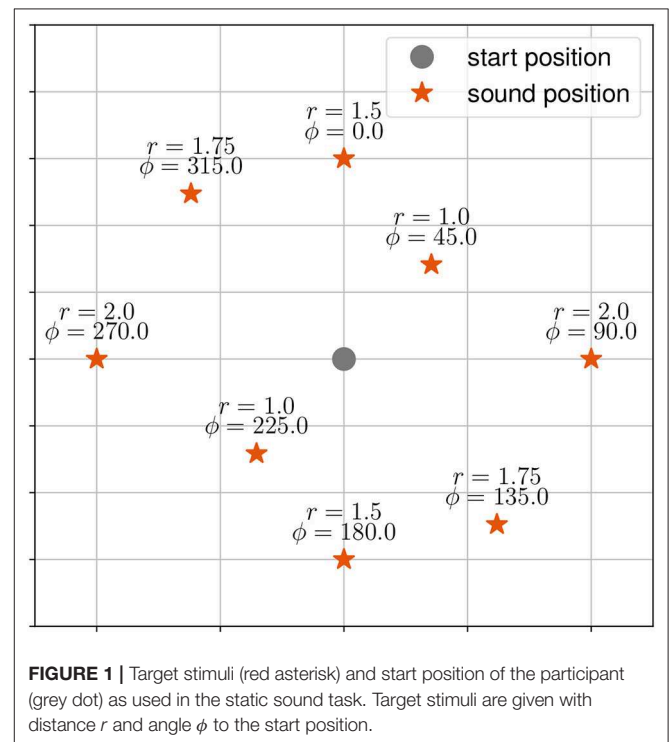 start position
sound position
r = 1.5
ϕ = 0.0
r = 1.75
ϕ = 315.0
r = 1.0
ϕ = 45.0
r = 2.0
ϕ = 270.0
r = 2.0
ϕ = 90.0
r = 1.0
ϕ = 225.0
r = 1.75
ϕ = 135.0
r = 1.5
ϕ = 180.0
FIGURE 1 | Target stimuli (red asterisk) and start position of the participant
(grey dot) as used in the static sound task. Target stimuli are given with
distance r and angle ϕ to the start position.